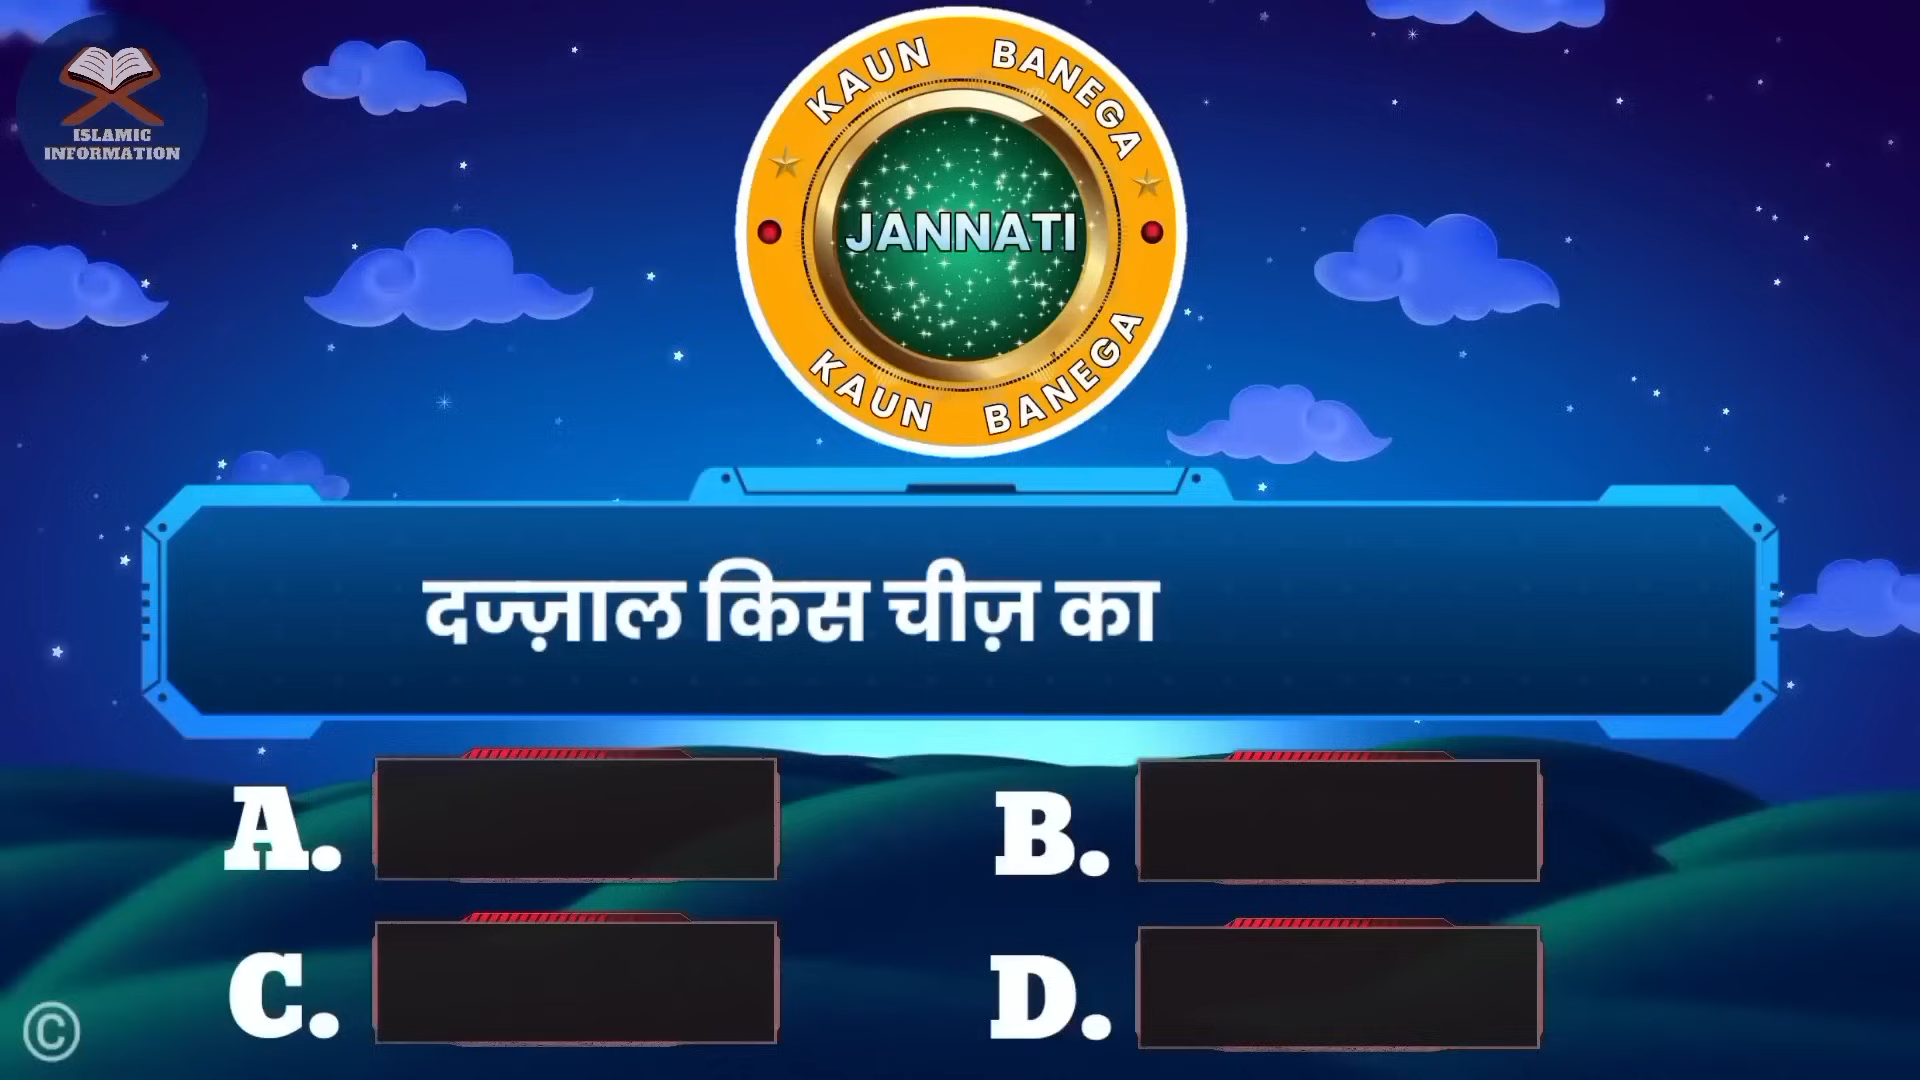 ISLAMIC
INFORMATION
KAUN BANEGA
JANNATI
KAUN BANEGA
दज्ज़ाल किस चीज़ का
A.
B.
C.
D.
©